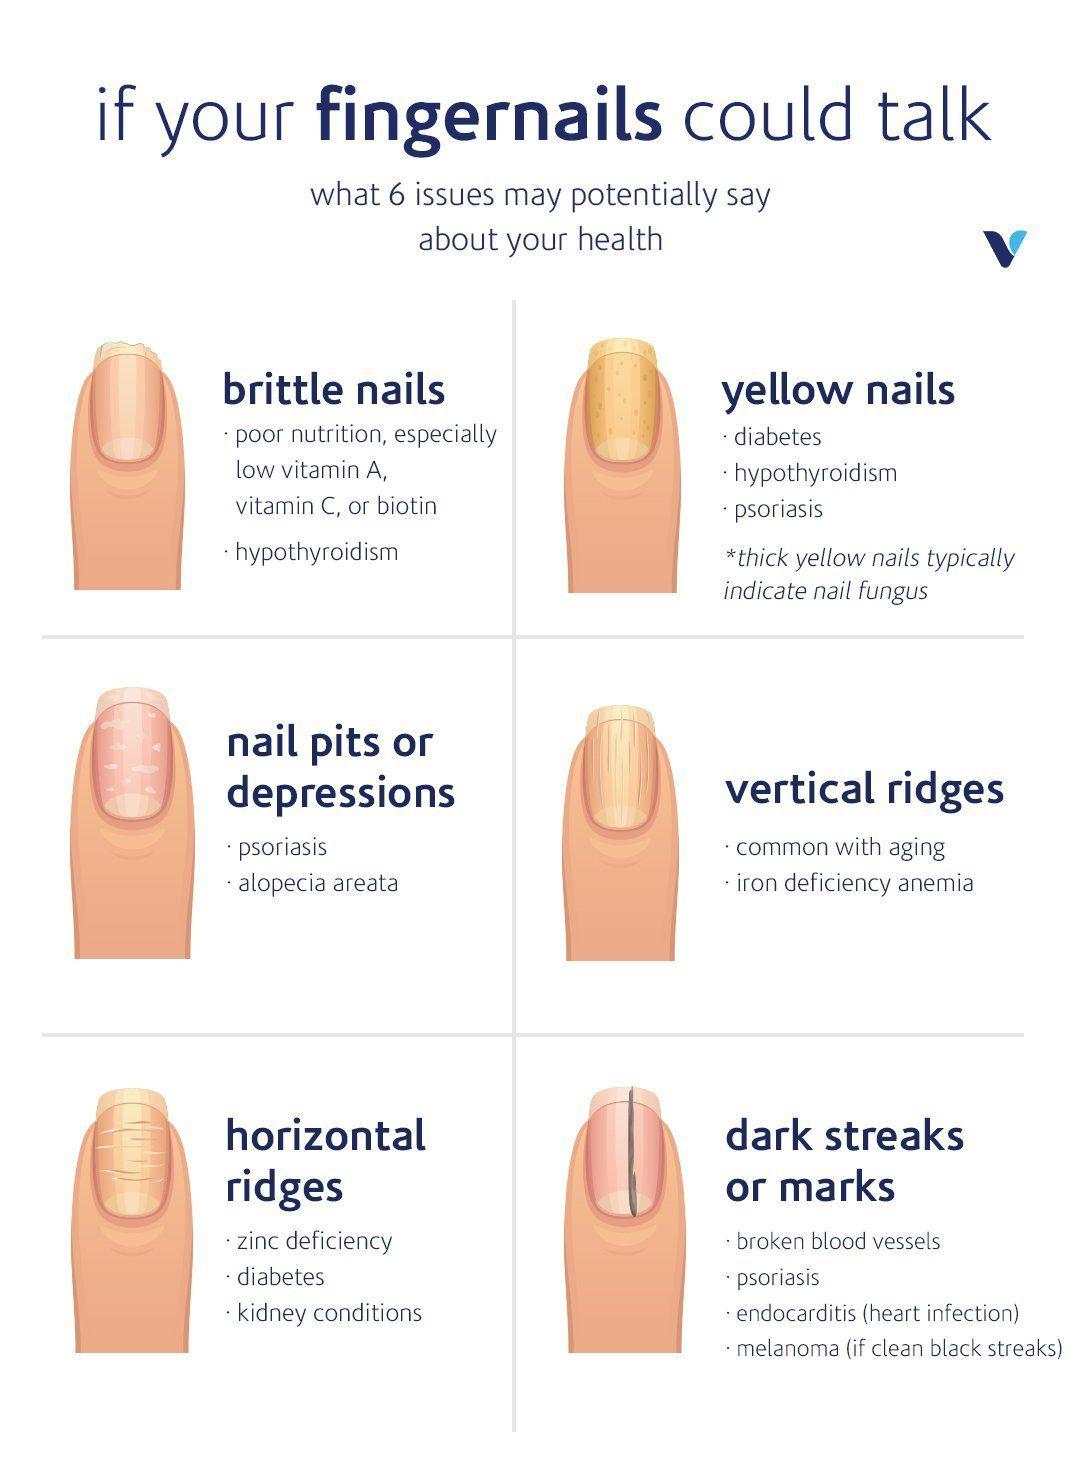 if your fingernails could talk
what 6 issues may potentially say
about your health
brittle nails
· poor nutrition, especially
low vitamin A,
vitamin C, or biotin
· hypothyroidism
yellow nails
· diabetes
· hypothyroidism
· psoriasis
*thick yellow nails typically
indicate nail fungus
nail pits or
depressions
· psoriasis
· alopecia areata
vertical ridges
· common with aging
· iron deficiency anemia
horizontal
ridges
· zinc deficiency
· diabetes
· kidney conditions
dark streaks
or marks
· broken blood vessels
· psoriasis
· endocarditis (heart infection)
· melanoma (if clean black streaks)